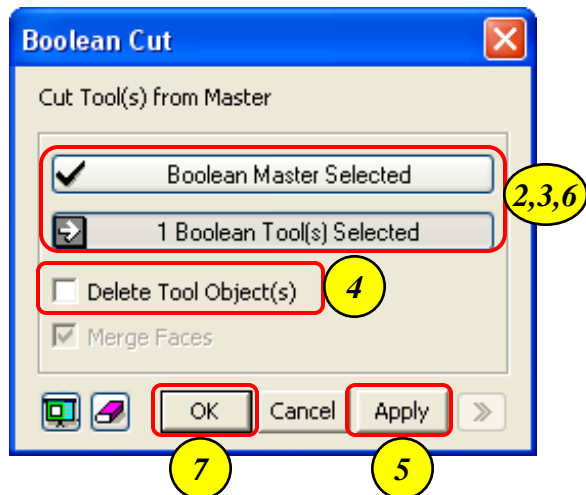 Boolean Cut
Cut Tool(s) from Master
Boolean Master Selected
2,3,6
1 Boolean Tool(s) Selected
Delete Tool Object(s)
4
Merge Faces
OK
Cancel
Apply
7
5